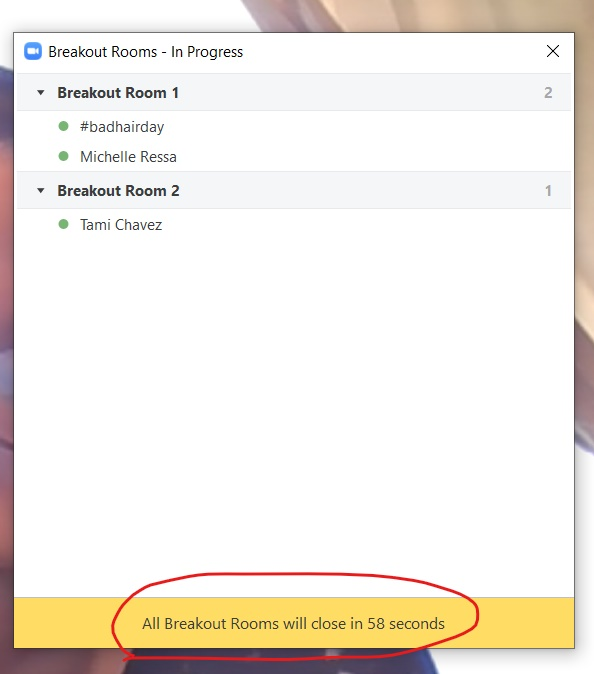 Breakout Rooms - In Progress
Breakout Room 1 2
#badhairday
Michelle Ressa
Breakout Room 2 1
Tami Chavez
All Breakout Rooms will close in 58 seconds